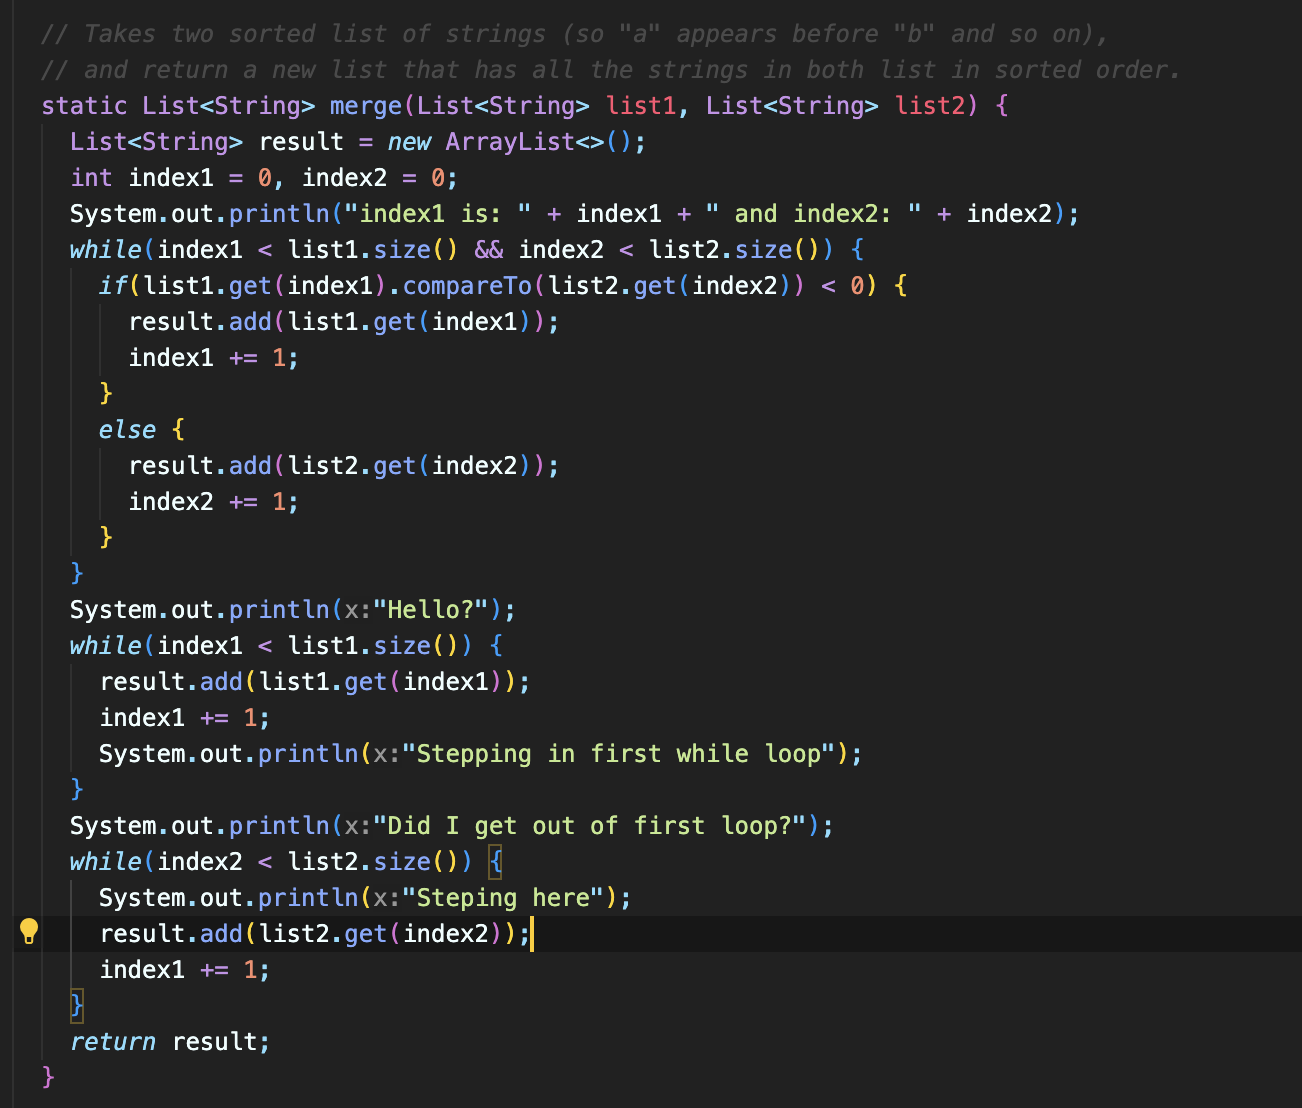 // Takes two sorted list of strings (so "a" appears before "b" and so on),
// and return a new list that has all the strings in both list in sorted order.
static List<String> merge(List<String> list1, List<String> list2) {
  List<String> result = new ArrayList<>();
  int index1 = 0, index2 = 0;
  System.out.println("index1 is: " + index1 + " and index2: " + index2);
  while(index1 < list1.size() && index2 < list2.size()) {
    if(list1.get(index1).compareTo(list2.get(index2)) < 0) {
      result.add(list1.get(index1));
      index1 += 1;
    }
    else {
      result.add(list2.get(index2));
      index2 += 1;
    }
  }
  System.out.println(x:"Hello?");
  while(index1 < list1.size()) {
    result.add(list1.get(index1));
    index1 += 1;
    System.out.println(x:"Stepping in first while loop");
  }
  System.out.println(x:"Did I get out of first loop?");
  while(index2 < list2.size()) {
    System.out.println(x:"Steping here");
    result.add(list2.get(index2));
    index1 += 1;
  }
  return result;
}